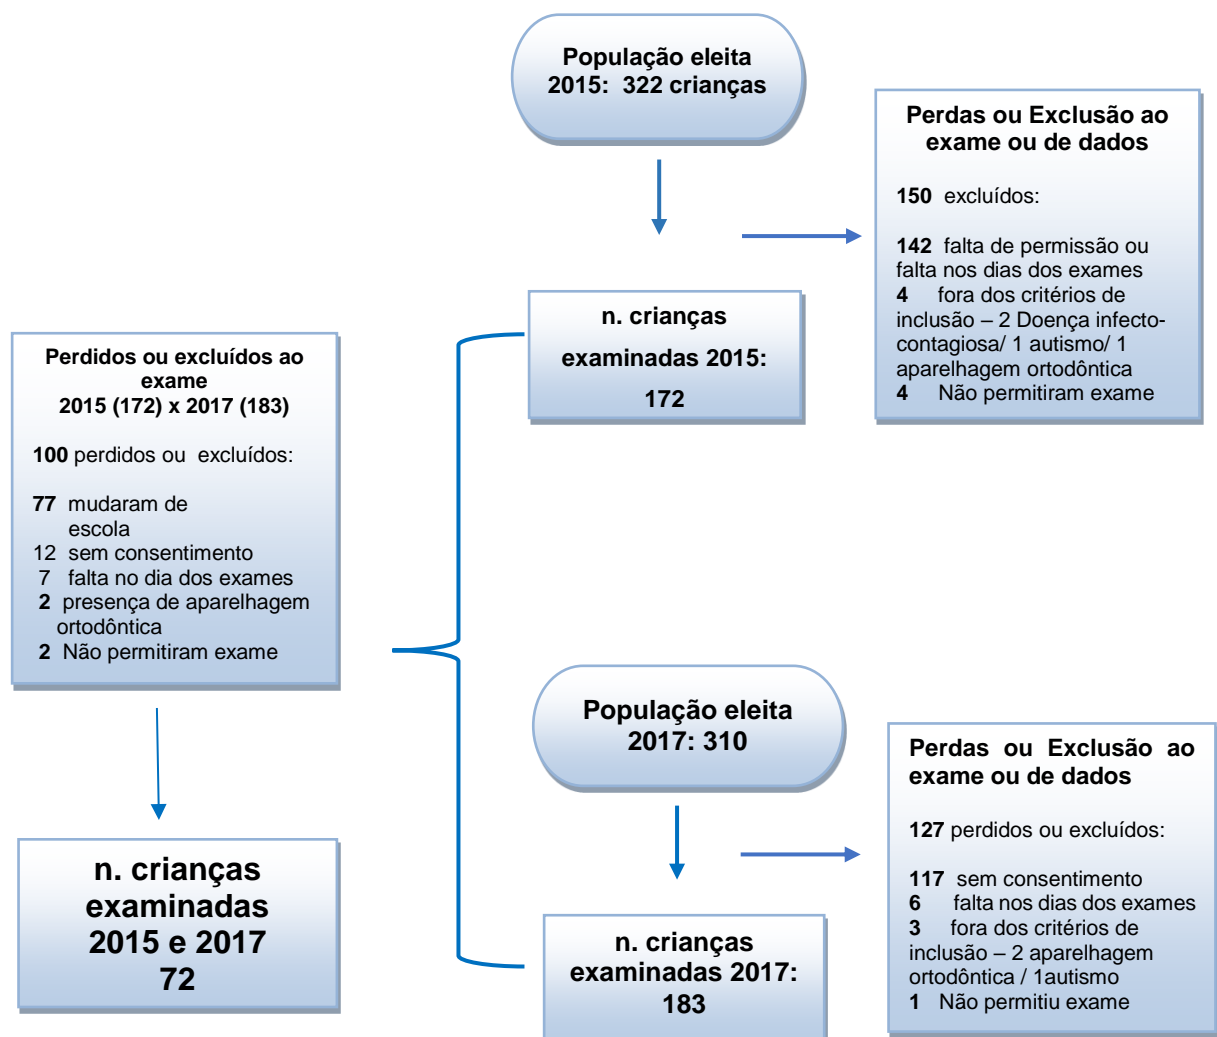 População eleita
2015: 322 crianças
Perdas ou Exclusão ao
exame ou de dados
150 excluídos:
142 falta de permissão ou
falta nos dias dos exames
4 fora dos critérios de
inclusão – 2 Doença infecto-
contagiosa/ 1 autismo/ 1
aparelhagem ortodôntica
4 Não permitiram exame
n. crianças
examinadas 2015:
172
Perdidos ou excluídos ao
exame
2015 (172) x 2017 (183)
100 perdidos ou excluídos:
77 mudaram de
escola
12 sem consentimento
7 falta no dia dos exames
2 presença de aparelhagem
ortodôntica
2 Não permitiram exame
n. crianças
examinadas
2015 e 2017
72
População eleita
2017: 310
Perdas ou Exclusão ao
exame ou de dados
127 perdidos ou excluídos:
117 sem consentimento
6 falta nos dias dos exames
3 fora dos critérios de
inclusão – 2 aparelhagem
ortodôntica / 1autismo
1 Não permitiu exame
n. crianças
examinadas 2017:
183